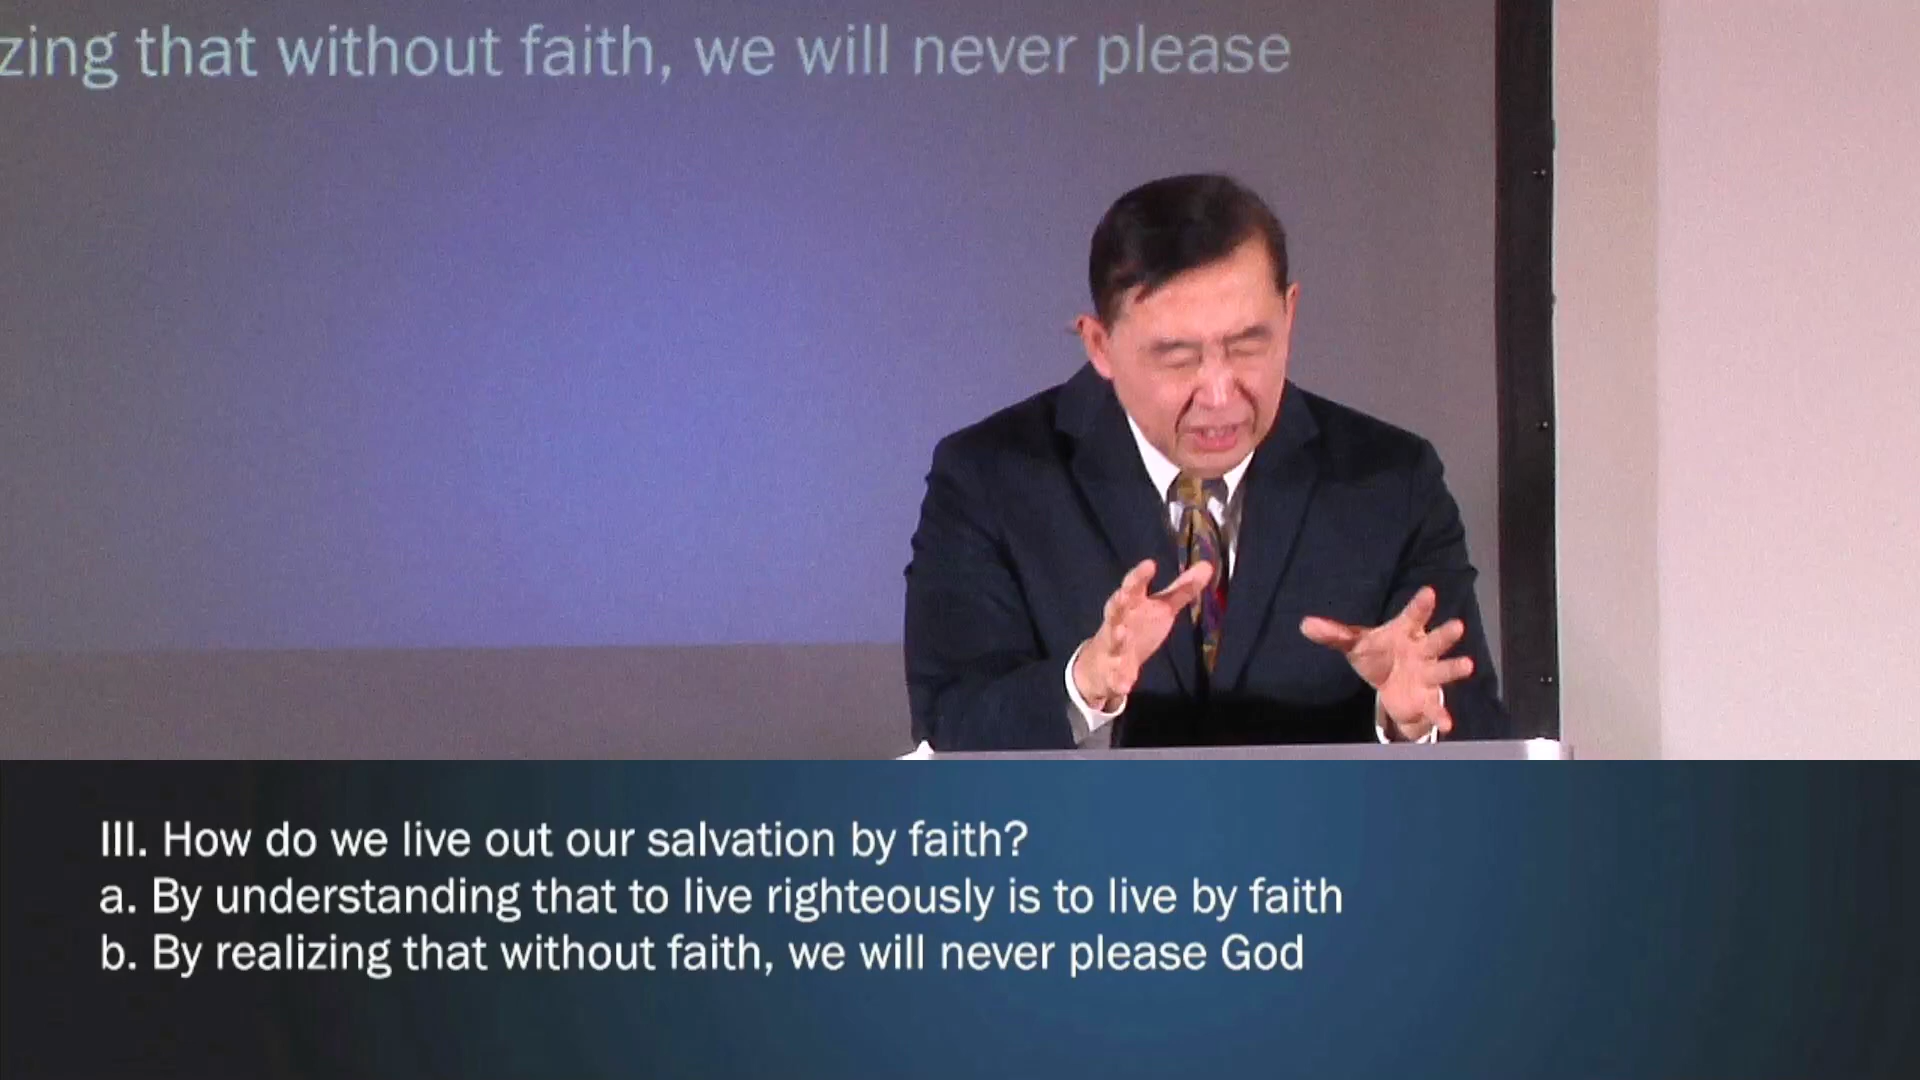 zing that without faith, we will never please
III. How do we live out our salvation by faith?
a. By understanding that to live righteously is to live by faith
b. By realizing that without faith, we will never please God